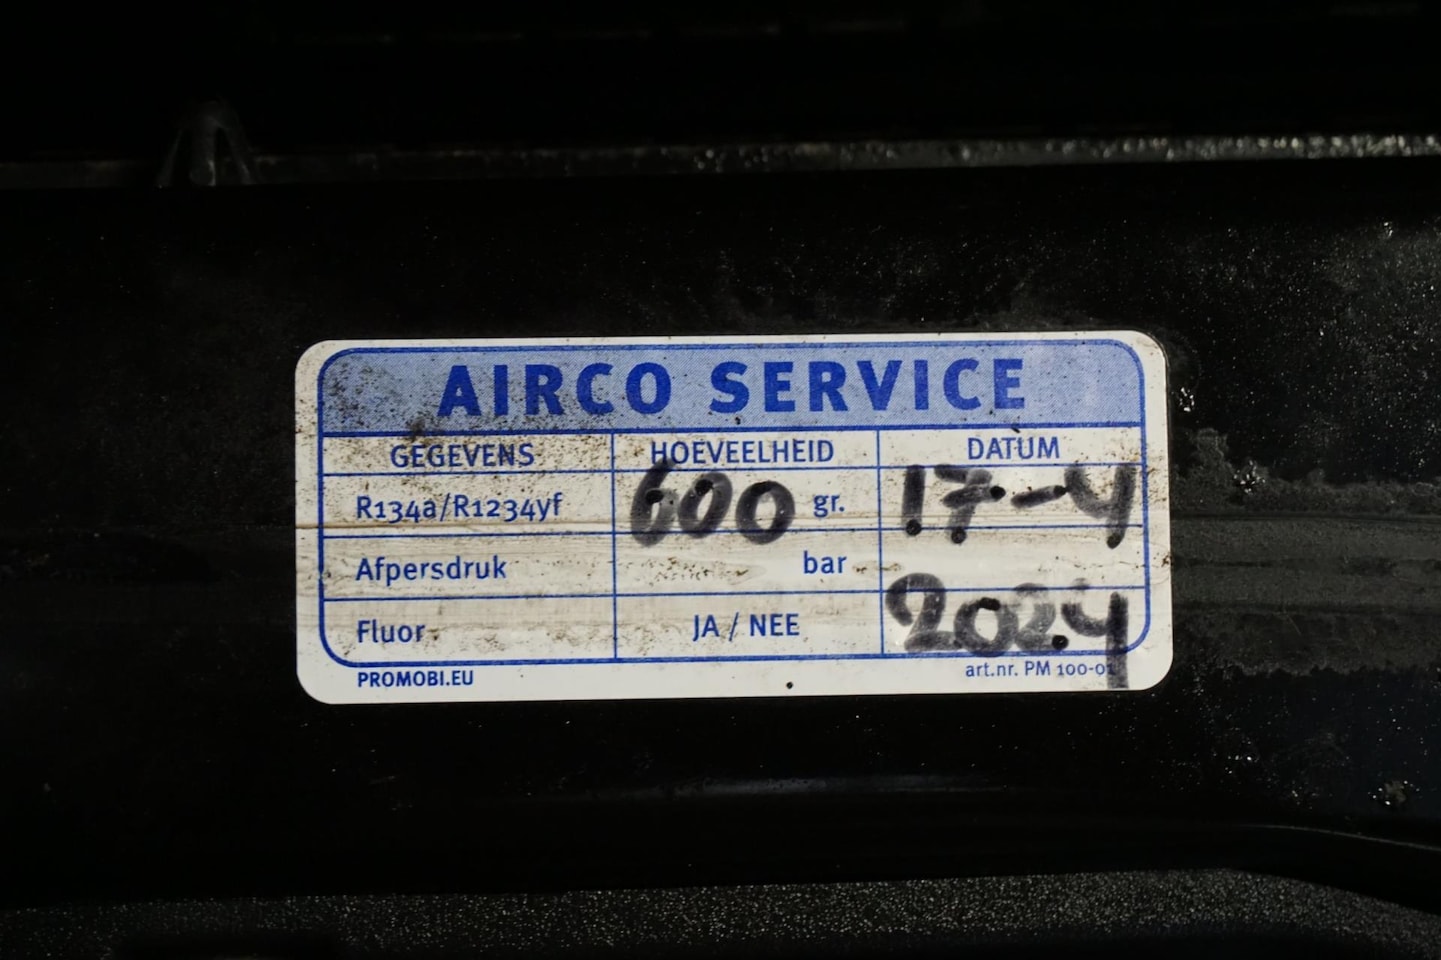 AIRCO SERVICE
GEGEVENS HOEVEELHEID DATUM
R134a/R1234yf 600 gr. 17-4
Afpersdruk bar
Fluor JA / NEE 2024
PROMOBI.EU art.nr. PM 100-01